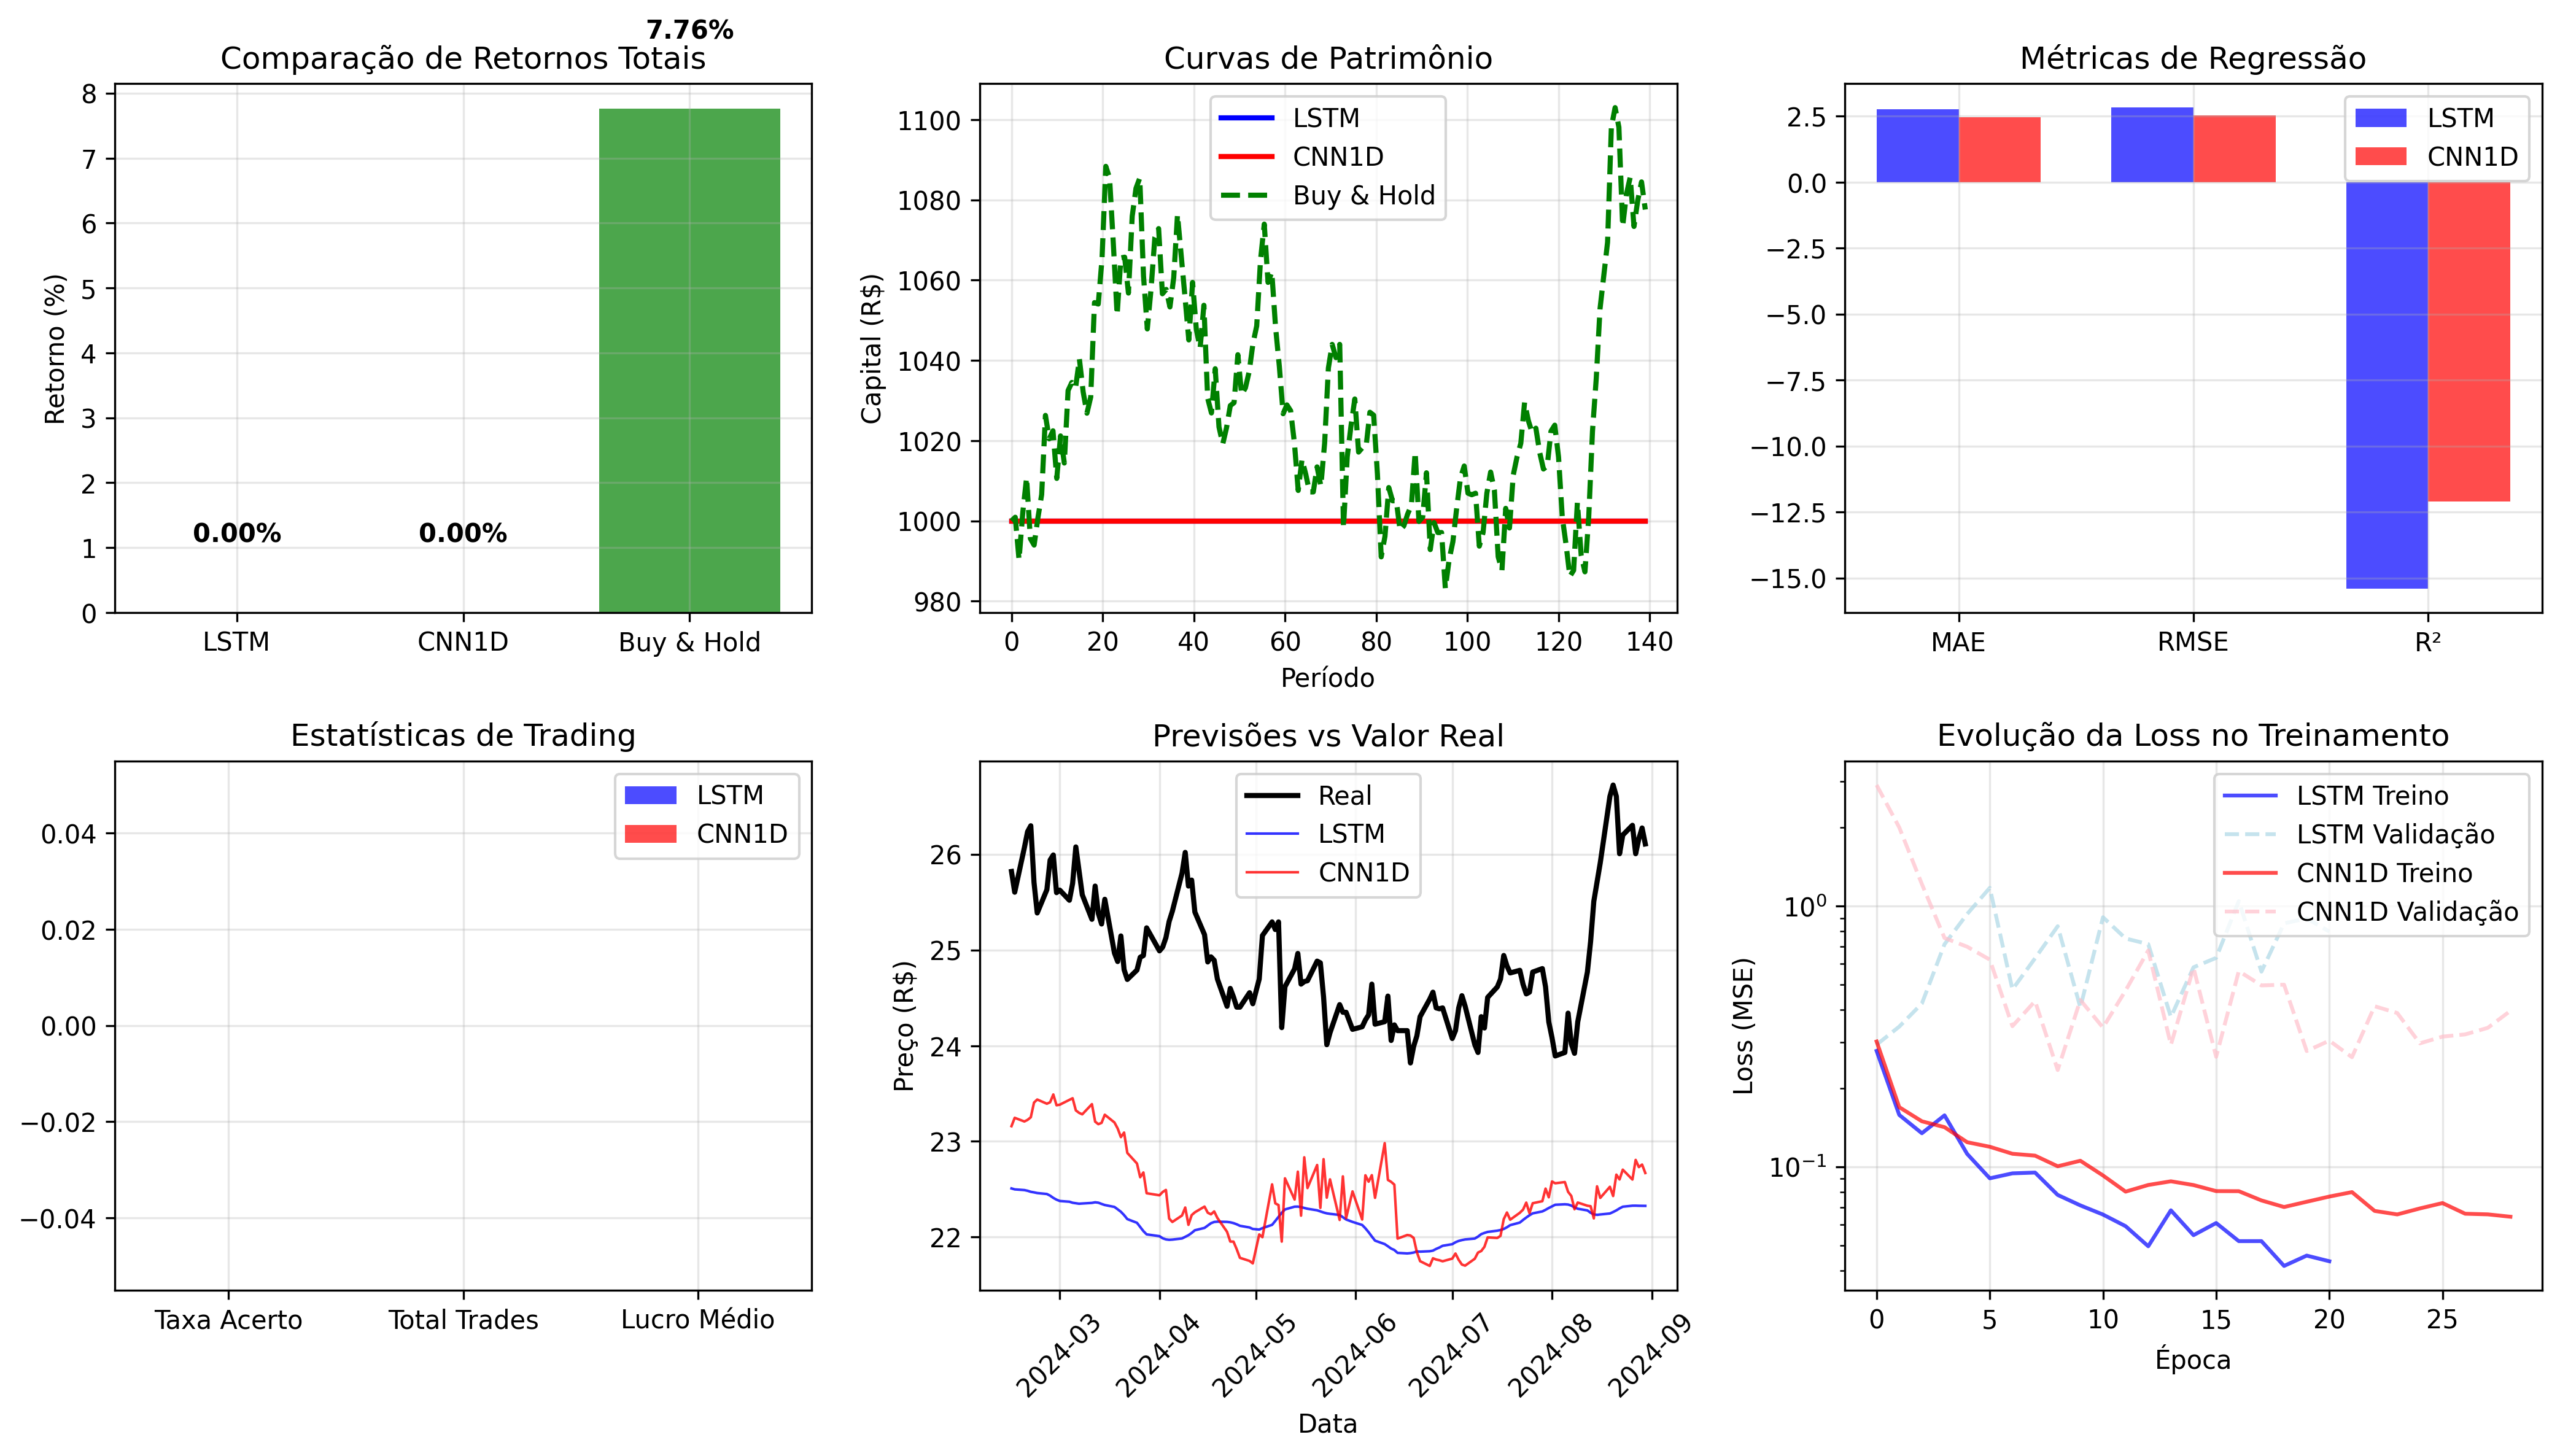 7.76%
Comparação de Retornos Totais
8
7
6
5
4
3
2
1
0
Retorno (%)
0.00%
0.00%
LSTM
CNN1D
Buy & Hold
Curvas de Patrimônio
LSTM
CNN1D
Buy & Hold
1100
1080
1060
1040
1020
1000
980
Capital (R$)
0
20
40
60
80
100
120
140
Período
Métricas de Regressão
LSTM
CNN1D
2.5
0.0
−2.5
−5.0
−7.5
−10.0
−12.5
−15.0
MAE
RMSE
R²
Estatísticas de Trading
LSTM
CNN1D
0.04
0.02
0.00
−0.02
−0.04
Taxa Acerto
Total Trades
Lucro Médio
Previsões vs Valor Real
Real
LSTM
CNN1D
26
25
24
23
22
Preço (R$)
2024-03
2024-04
2024-05
2024-06
2024-07
2024-08
2024-09
Data
Evolução da Loss no Treinamento
LSTM Treino
LSTM Validação
CNN1D Treino
CNN1D Validação
10⁰
10⁻¹
Loss (MSE)
0
5
10
15
20
25
Época